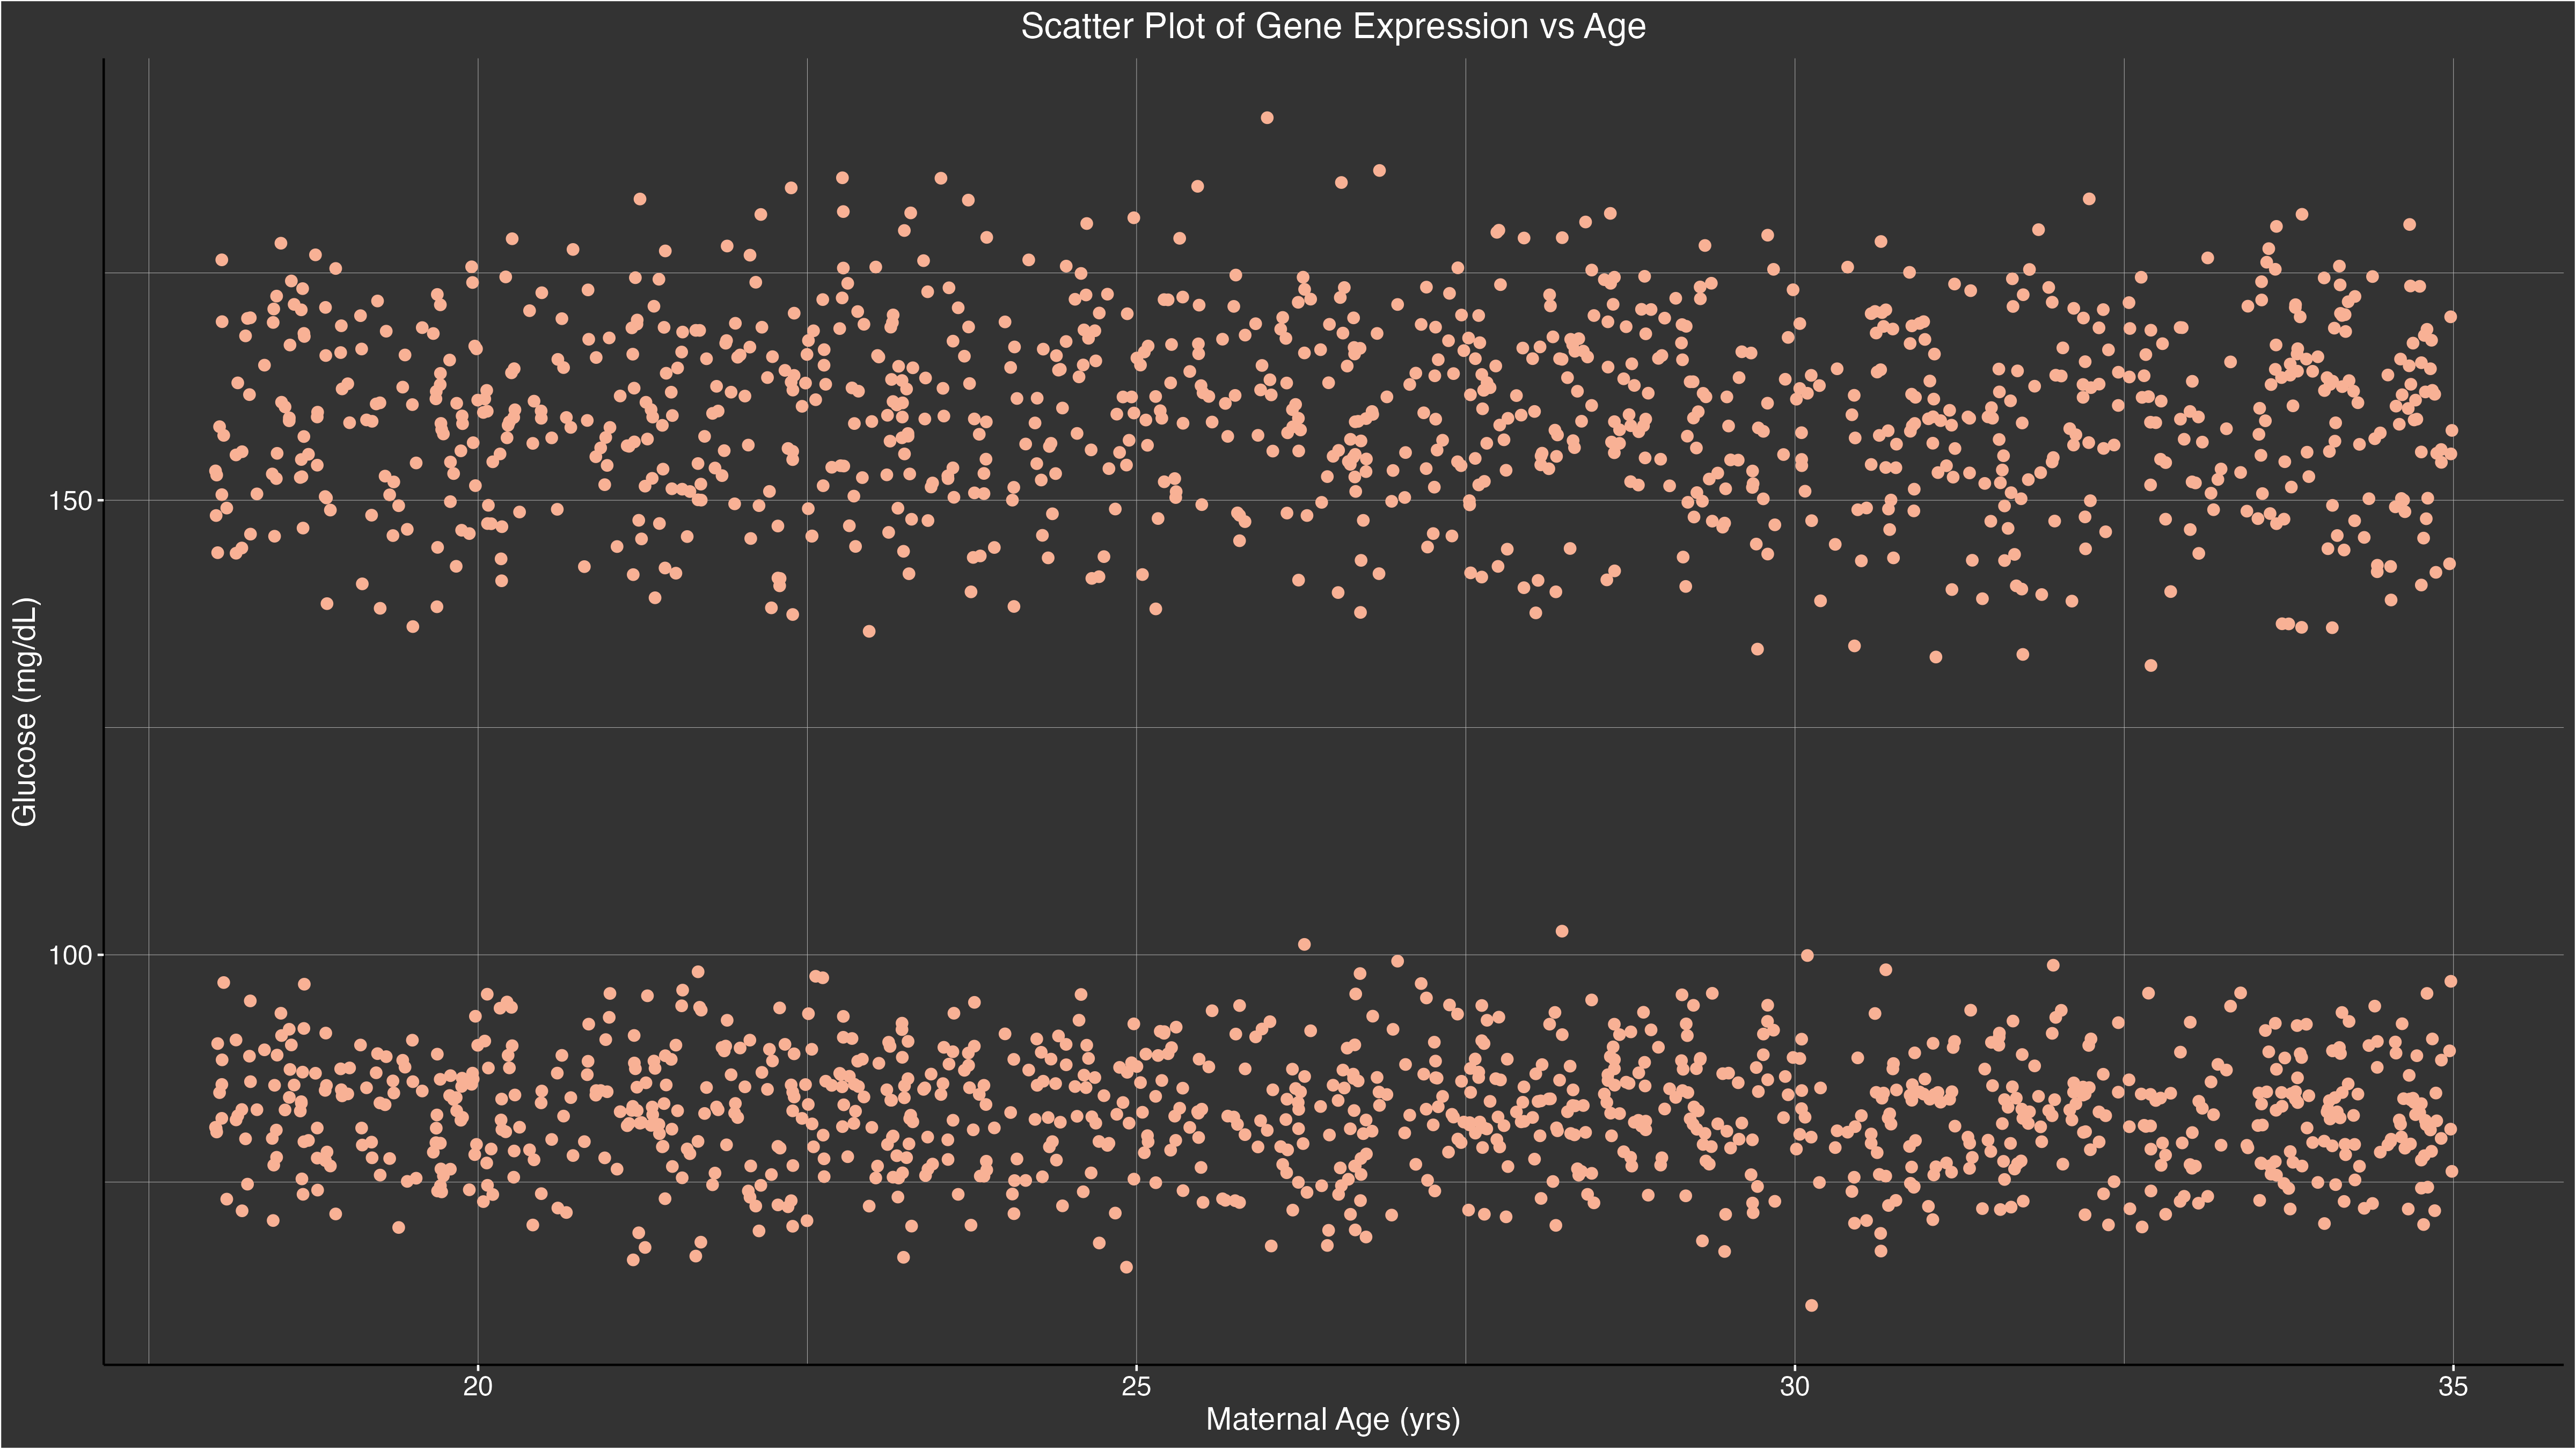 Scatter Plot of Gene Expression vs Age
Glucose (mg/dL)
150
100
20
25
30
35
Maternal Age (yrs)